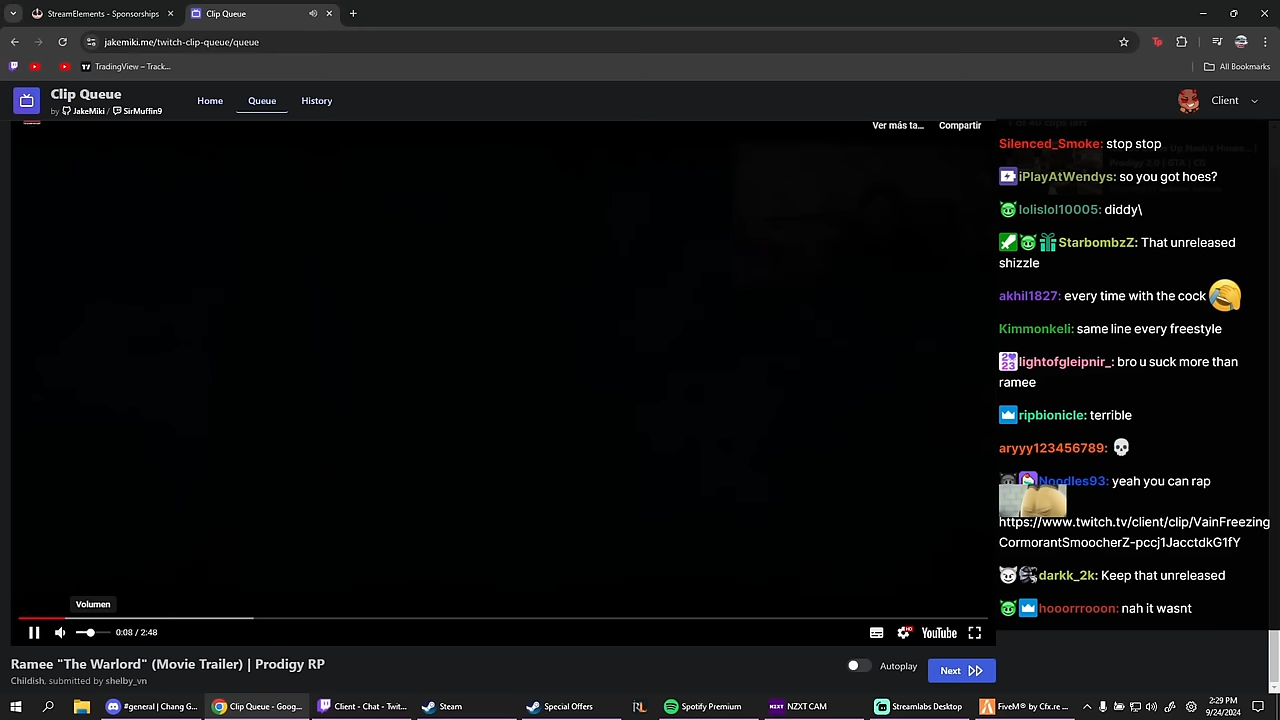 StreamElements - Sponsorships
Clip Queue
jakemiki.me/twitch-clip-queue/queue
TradingView – Track...
All Bookmarks
Clip Queue
by JakeMiki / SirMuffin9
Home
Queue
History
Client
Ver más ta...
Compartir
Silenced_Smoke: stop stop
iPlayAtWendys: so you got hoes?
lolislol10005: diddy\
StarbombzZ: That unreleased
shizzle
akhil1827: every time with the cock
Kimmonkeli: same line every freestyle
lightofgleipnir_: bro u suck more than
ramee
ripbionicle: terrible
aryyy123456789:
Noodles93: yeah you can rap
https://www.twitch.tv/client/clip/VainFreezing
CormorantSmoocherZ-pccj1JacctdkG1fY
darkk_2k: Keep that unreleased
hooorrrooon: nah it wasnt
Volumen
0:08 / 2:48
YouTube
Ramee "The Warlord" (Movie Trailer) | Prodigy RP
Childish, submitted by shelby_vn
Autoplay
Next
#general | Chang G...
Clip Queue - Goog...
Client - Chat - Twit...
Steam
Special Offers
RL
Spotify Premium
NZXT
NZXT CAM
Streamlabs Desktop
FiveM® by Cfx.re ...
2:29 PM
9/24/2024